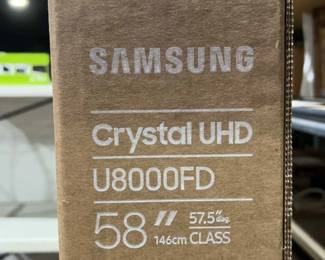 SAMSUNG
Crystal UHD
U8000FD
58" 57.5" diag.
146cm CLASS